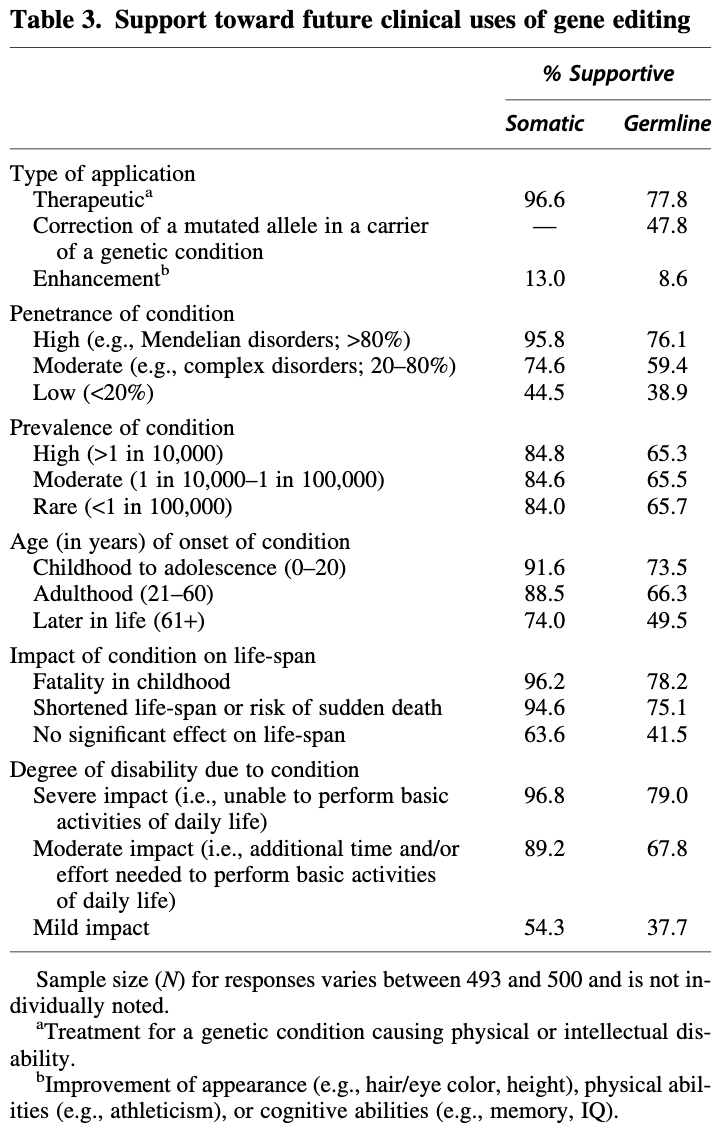 Table 3. Support toward future clinical uses of gene editing
% Supportive
Somatic Germline
Type of application
Therapeuticᵃ 96.6 77.8
Correction of a mutated allele in a carrier
of a genetic condition — 47.8
Enhancementᵇ 13.0 8.6
Penetrance of condition
High (e.g., Mendelian disorders; >80%) 95.8 76.1
Moderate (e.g., complex disorders; 20–80%) 74.6 59.4
Low (<20%) 44.5 38.9
Prevalence of condition
High (>1 in 10,000) 84.8 65.3
Moderate (1 in 10,000–1 in 100,000) 84.6 65.5
Rare (<1 in 100,000) 84.0 65.7
Age (in years) of onset of condition
Childhood to adolescence (0–20) 91.6 73.5
Adulthood (21–60) 88.5 66.3
Later in life (61+) 74.0 49.5
Impact of condition on life-span
Fatality in childhood 96.2 78.2
Shortened life-span or risk of sudden death 94.6 75.1
No significant effect on life-span 63.6 41.5
Degree of disability due to condition
Severe impact (i.e., unable to perform basic 96.8 79.0
activities of daily life)
Moderate impact (i.e., additional time and/or 89.2 67.8
effort needed to perform basic activities
of daily life)
Mild impact 54.3 37.7
Sample size (N) for responses varies between 493 and 500 and is not in-
dividually noted.
ᵃTreatment for a genetic condition causing physical or intellectual dis-
ability.
ᵇImprovement of appearance (e.g., hair/eye color, height), physical abil-
ities (e.g., athleticism), or cognitive abilities (e.g., memory, IQ).